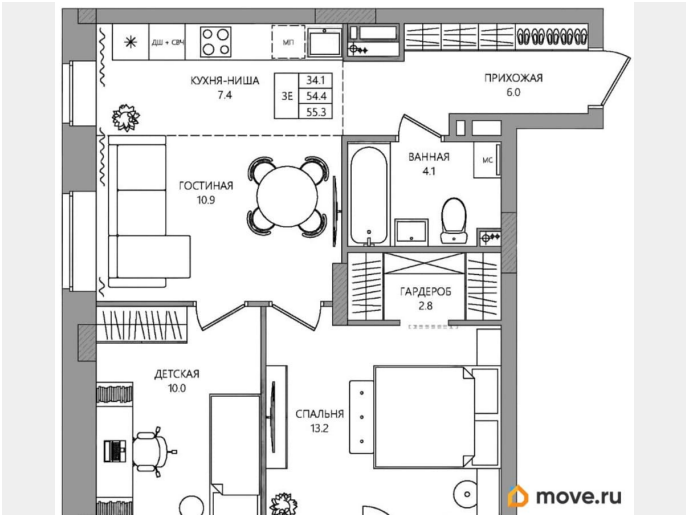 ДШ + СВЧ
МП
КУХНЯ-НИША
7.4
3Е
34.1
54.4
55.3
ПРИХОЖАЯ
6.0
ВАННАЯ
4.1
МС
ГОСТИНАЯ
10.9
ГАРДЕРОБ
2.8
ДЕТСКАЯ
10.0
СПАЛЬНЯ
13.2
move.ru